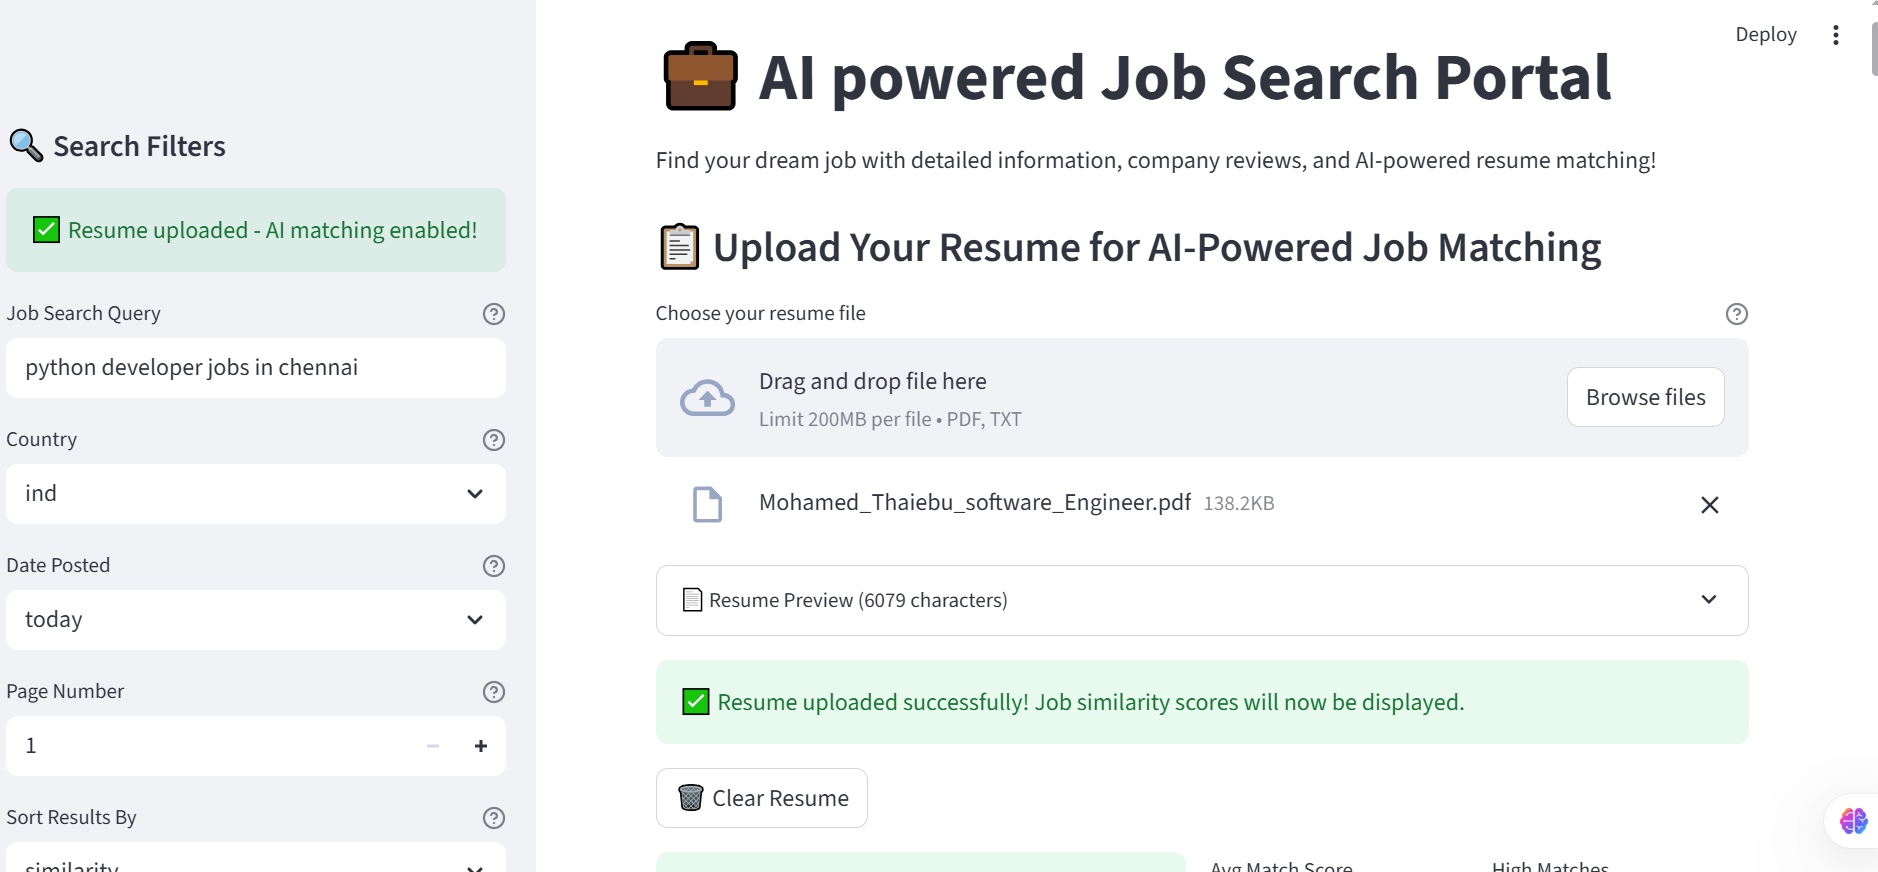 Deploy
AI powered Job Search Portal
Find your dream job with detailed information, company reviews, and AI-powered resume matching!
Search Filters
Resume uploaded - AI matching enabled!
Job Search Query
python developer jobs in chennai
Country
ind
Date Posted
today
Page Number
1
Sort Results By
similarity
Upload Your Resume for AI-Powered Job Matching
Choose your resume file
Drag and drop file here
Limit 200MB per file • PDF, TXT
Browse files
Mohamed_Thaiebu_software_Engineer.pdf 138.2KB
Resume Preview (6079 characters)
Resume uploaded successfully! Job similarity scores will now be displayed.
Clear Resume
Avg Match Score
High Matches